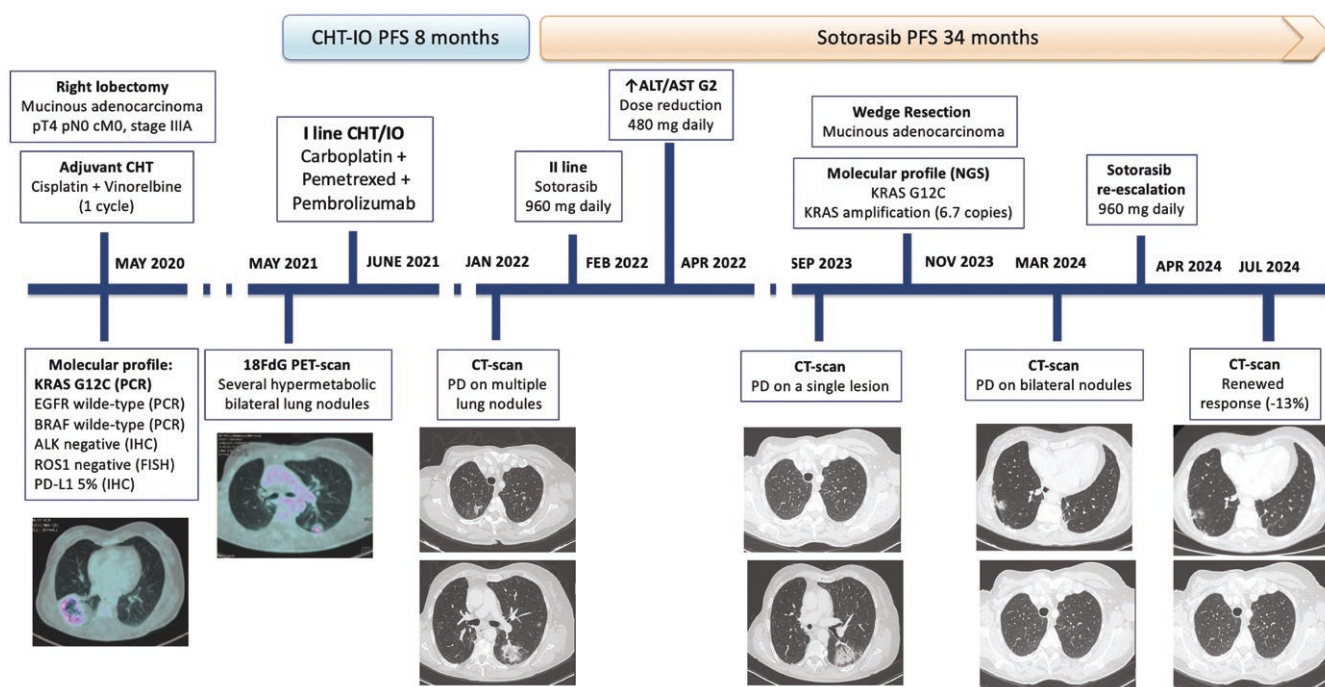 CHT-IO PFS 8 months
Sotorasib PFS 34 months
Right lobectomy
Mucinous adenocarcinoma
pT4 pN0 cM0, stage IIIA
Adjuvant CHT
Cisplatin + Vinorelbine
(1 cycle)
I line CHT/IO
Carboplatin +
Pemetrexed +
Pembrolizumab
II line
Sotorasib
960 mg daily
↑ALT/AST G2
Dose reduction
480 mg daily
Wedge Resection
Mucinous adenocarcinoma
Molecular profile (NGS)
KRAS G12C
KRAS amplification (6.7 copies)
Sotorasib
re-escalation
960 mg daily
MAY 2020
MAY 2021
JUNE 2021
JAN 2022
FEB 2022
APR 2022
SEP 2023
NOV 2023
MAR 2024
APR 2024
JUL 2024
Molecular profile:
KRAS G12C (PCR)
EGFR wilde-type (PCR)
BRAF wilde-type (PCR)
ALK negative (IHC)
ROS1 negative (FISH)
PD-L1 5% (IHC)
18FdG PET-scan
Several hypermetabolic
bilateral lung nodules
CT-scan
PD on multiple
lung nodules
CT-scan
PD on a single lesion
CT-scan
PD on bilateral nodules
CT-scan
Renewed
response (-13%)